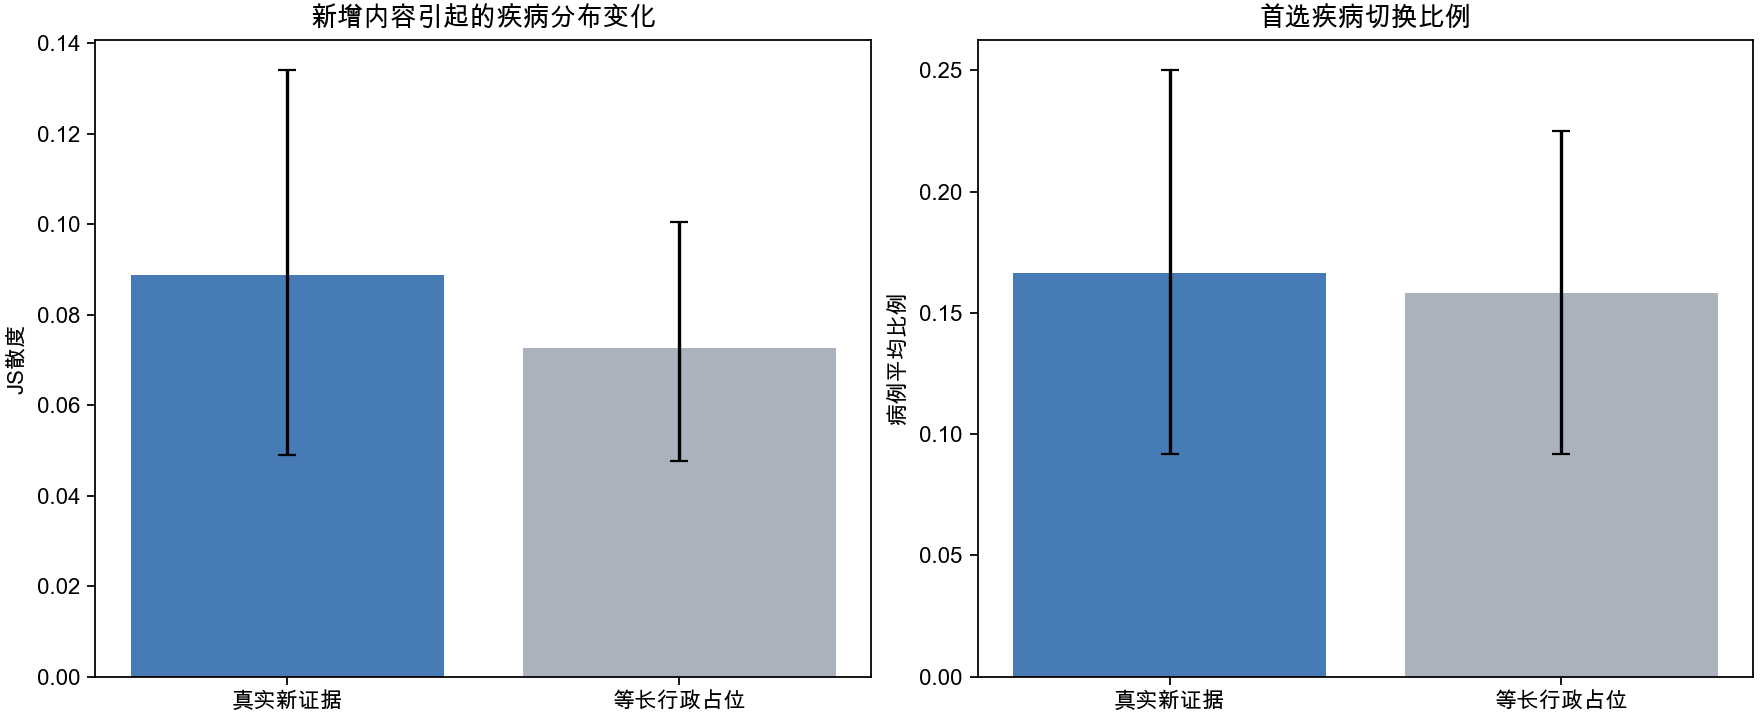 新增内容引起的疾病分布变化
JS散度
0.14
0.12
0.10
0.08
0.06
0.04
0.02
0.00
真实新证据
等长行政占位
首选疾病切换比例
病例平均比例
0.25
0.20
0.15
0.10
0.05
0.00
真实新证据
等长行政占位